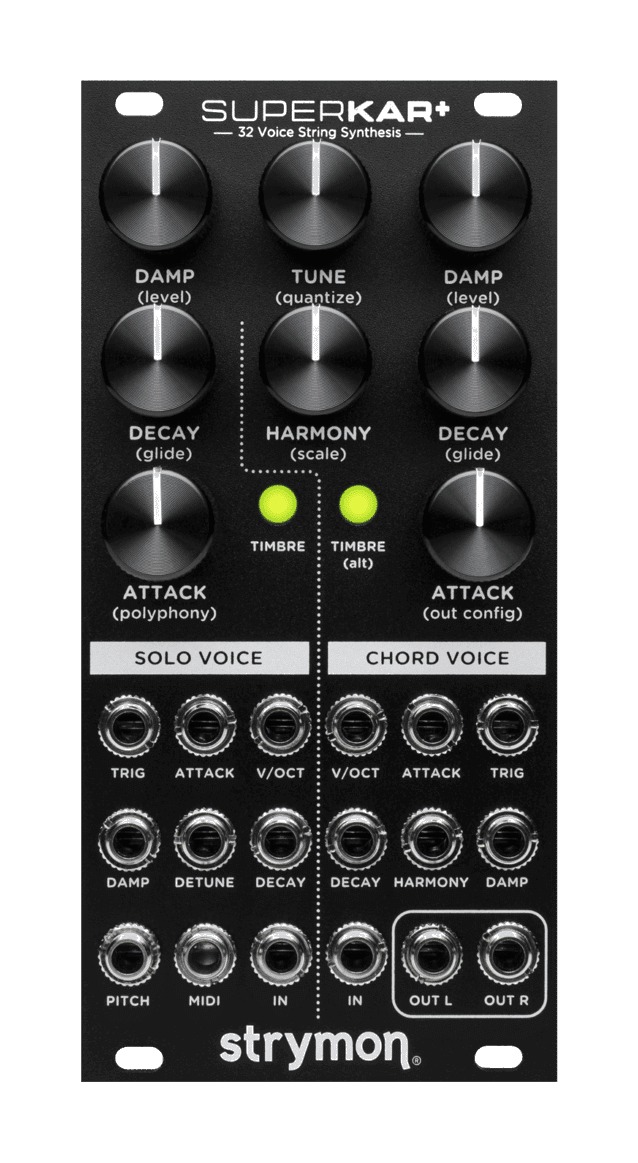 SUPERKAR+
32 Voice String Synthesis
DAMP TUNE DAMP
(level) (quantize) (level)
DECAY HARMONY DECAY
(glide) (scale) (glide)
TIMBRE TIMBRE
(alt)
ATTACK ATTACK
(polyphony) (out config)
SOLO VOICE CHORD VOICE
TRIG ATTACK V/OCT V/OCT ATTACK TRIG
DAMP DETUNE DECAY DECAY HARMONY DAMP
PITCH MIDI IN IN OUT L OUT R
strymon®